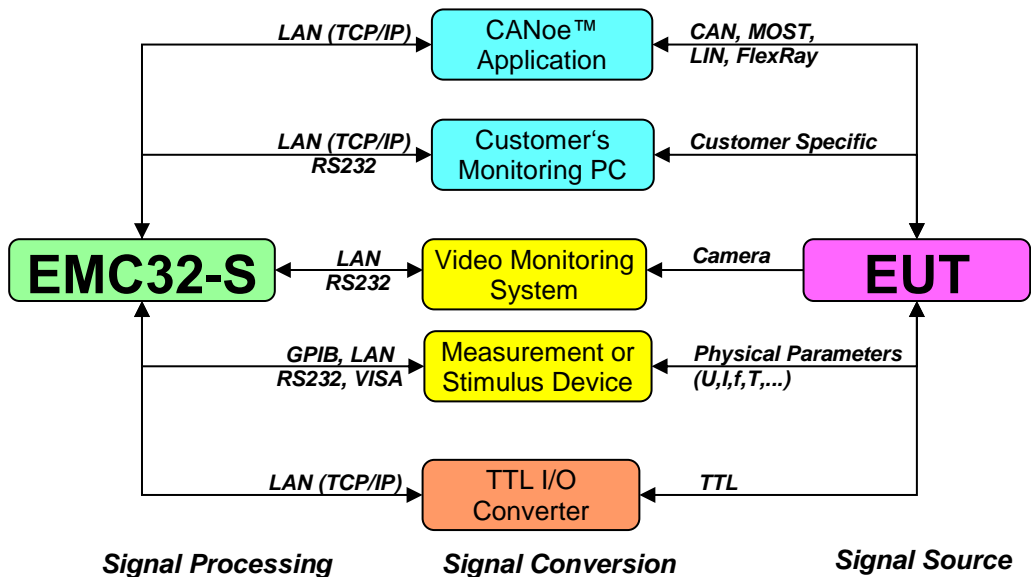 LAN (TCP/IP)
CANoe™
Application
CAN, MOST,
LIN, FlexRay
LAN (TCP/IP)
RS232
Customer‘s
Monitoring PC
Customer Specific
EMC32-S
LAN
RS232
Video Monitoring
System
Camera
EUT
GPIB, LAN
RS232, VISA
Measurement or
Stimulus Device
Physical Parameters
(U,I,f,T,...)
LAN (TCP/IP)
TTL I/O
Converter
TTL
Signal Processing
Signal Conversion
Signal Source